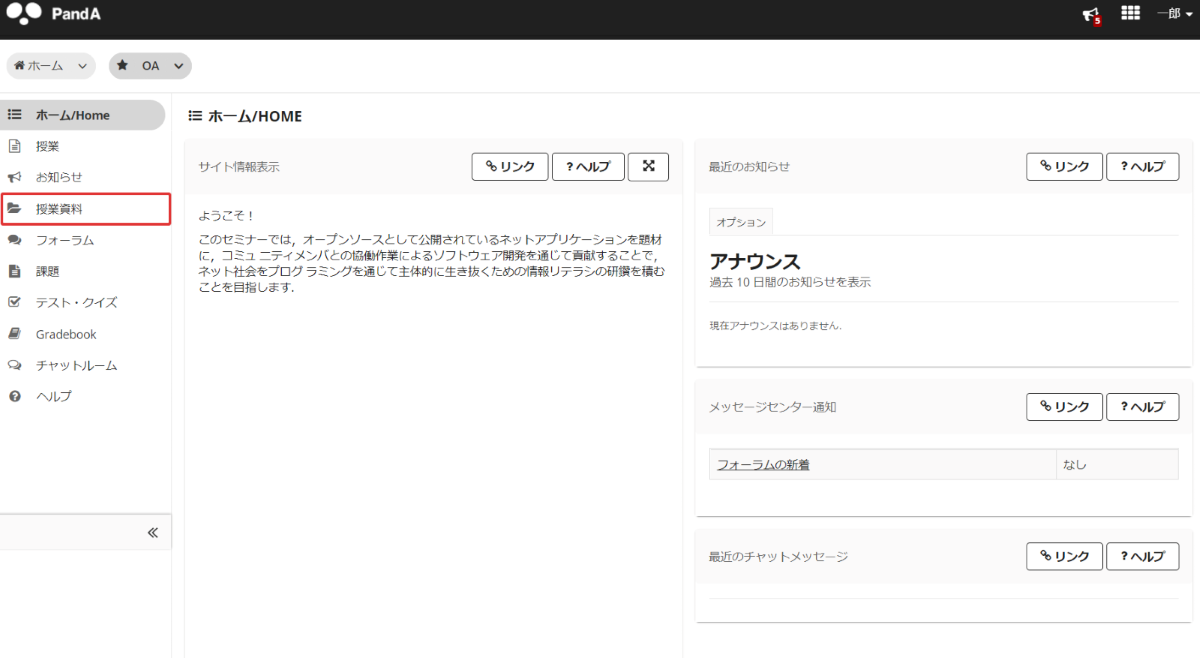 PandA
5
一郎
ホーム
OA
ホーム/Home
授業
お知らせ
授業資料
フォーラム
課題
テスト・クイズ
Gradebook
チャットルーム
ヘルプ
ホーム/HOME
サイト情報表示
リンク
? ヘルプ
ようこそ！
このセミナーでは，オープンソースとして公開されているネットアプリケーションを題材
に，コミュ ニティメンバとの協働作業によるソフトウェア開発を通じて貢献することで，
ネット社会をプログ ラミングを通じて主体的に生き抜くための情報リテラシの研鑽を積む
ことを目指します．
最近のお知らせ
リンク
? ヘルプ
オプション
アナウンス
過去 10 日間のお知らせを表示
現在アナウンスはありません.
メッセージセンター通知
リンク
? ヘルプ
フォーラムの新着
なし
最近のチャットメッセージ
リンク
? ヘルプ